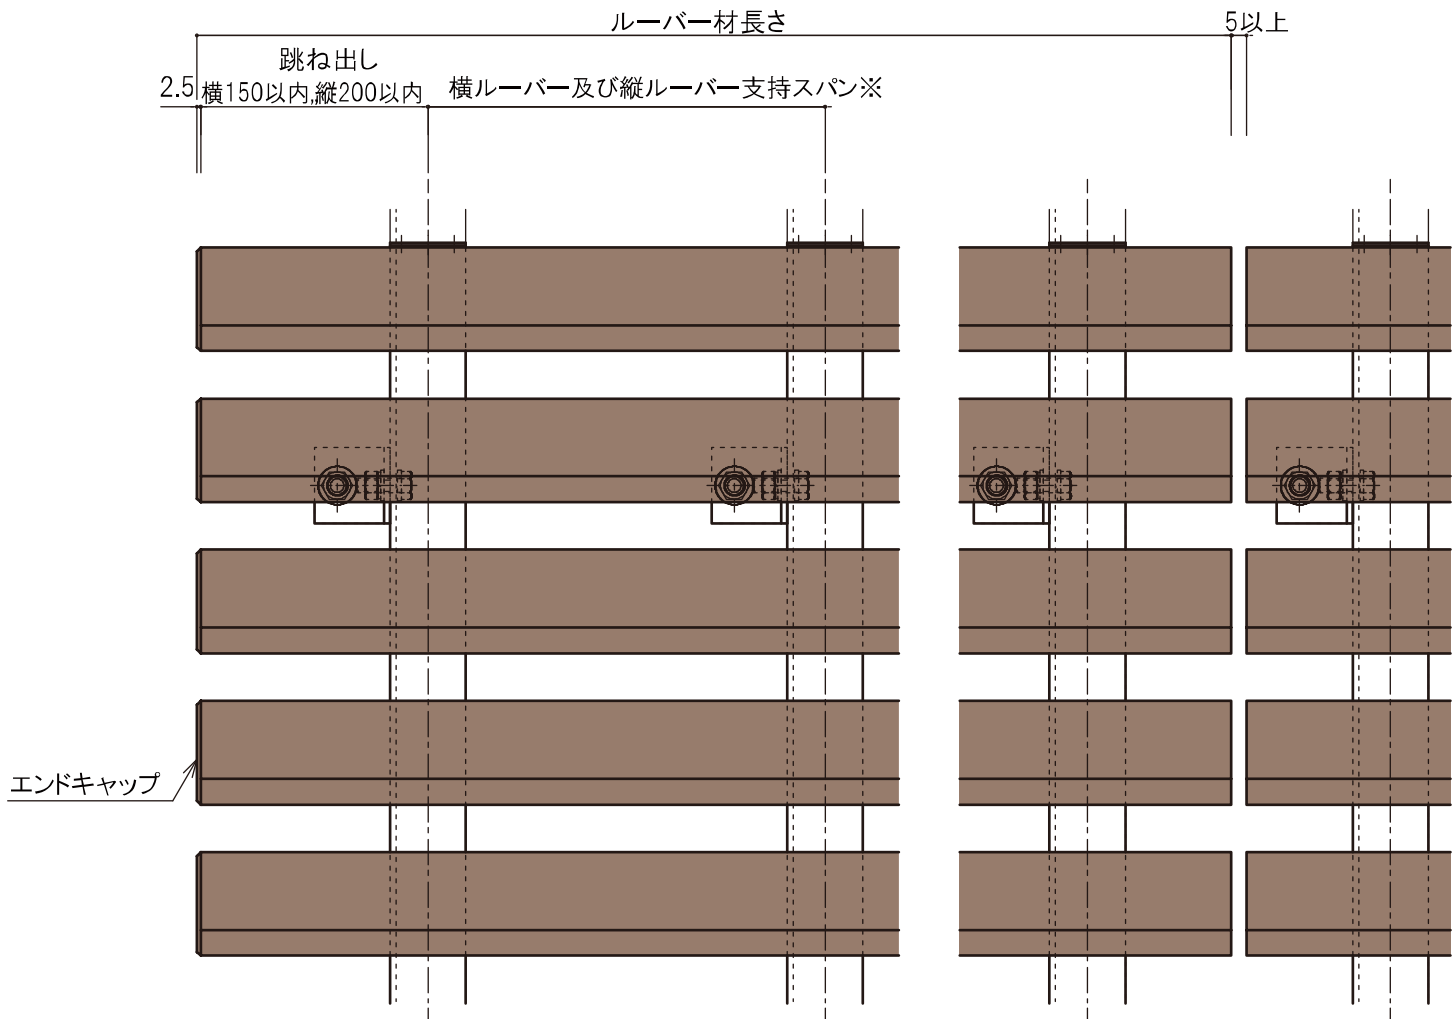 ルーバー材長さ
5以上
跳ね出し
2.5
横150以内,縦200以内
横ルーバー及び縦ルーバー支持スパン※
エンドキャップ